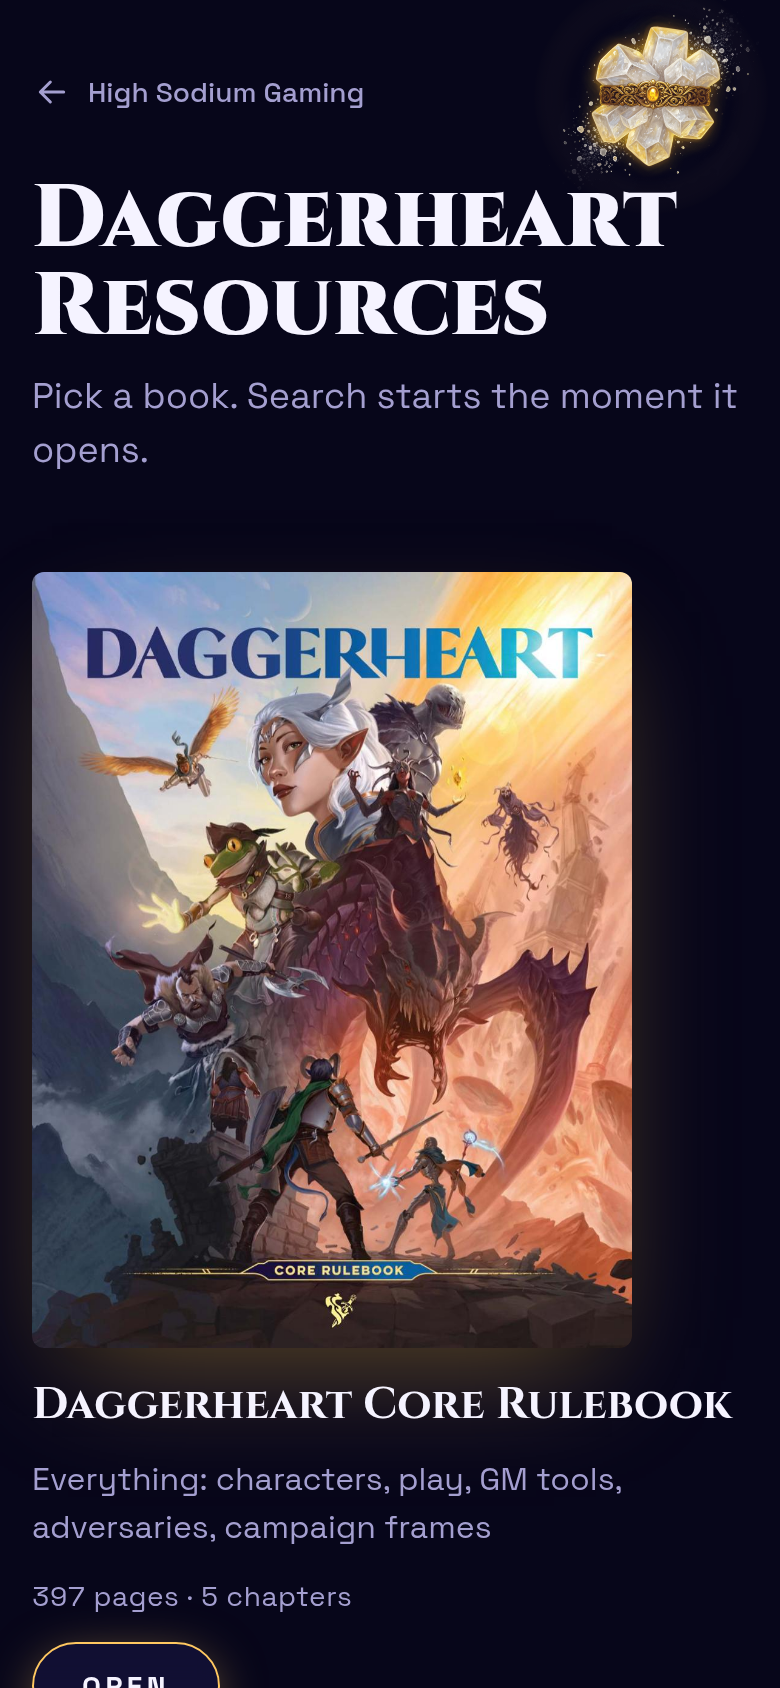 High Sodium Gaming
Daggerheart
Resources
Pick a book. Search starts the moment it
opens.
DAGGERHEART
CORE RULEBOOK
Daggerheart Core Rulebook
Everything: characters, play, GM tools,
adversaries, campaign frames
397 pages · 5 chapters
OPEN